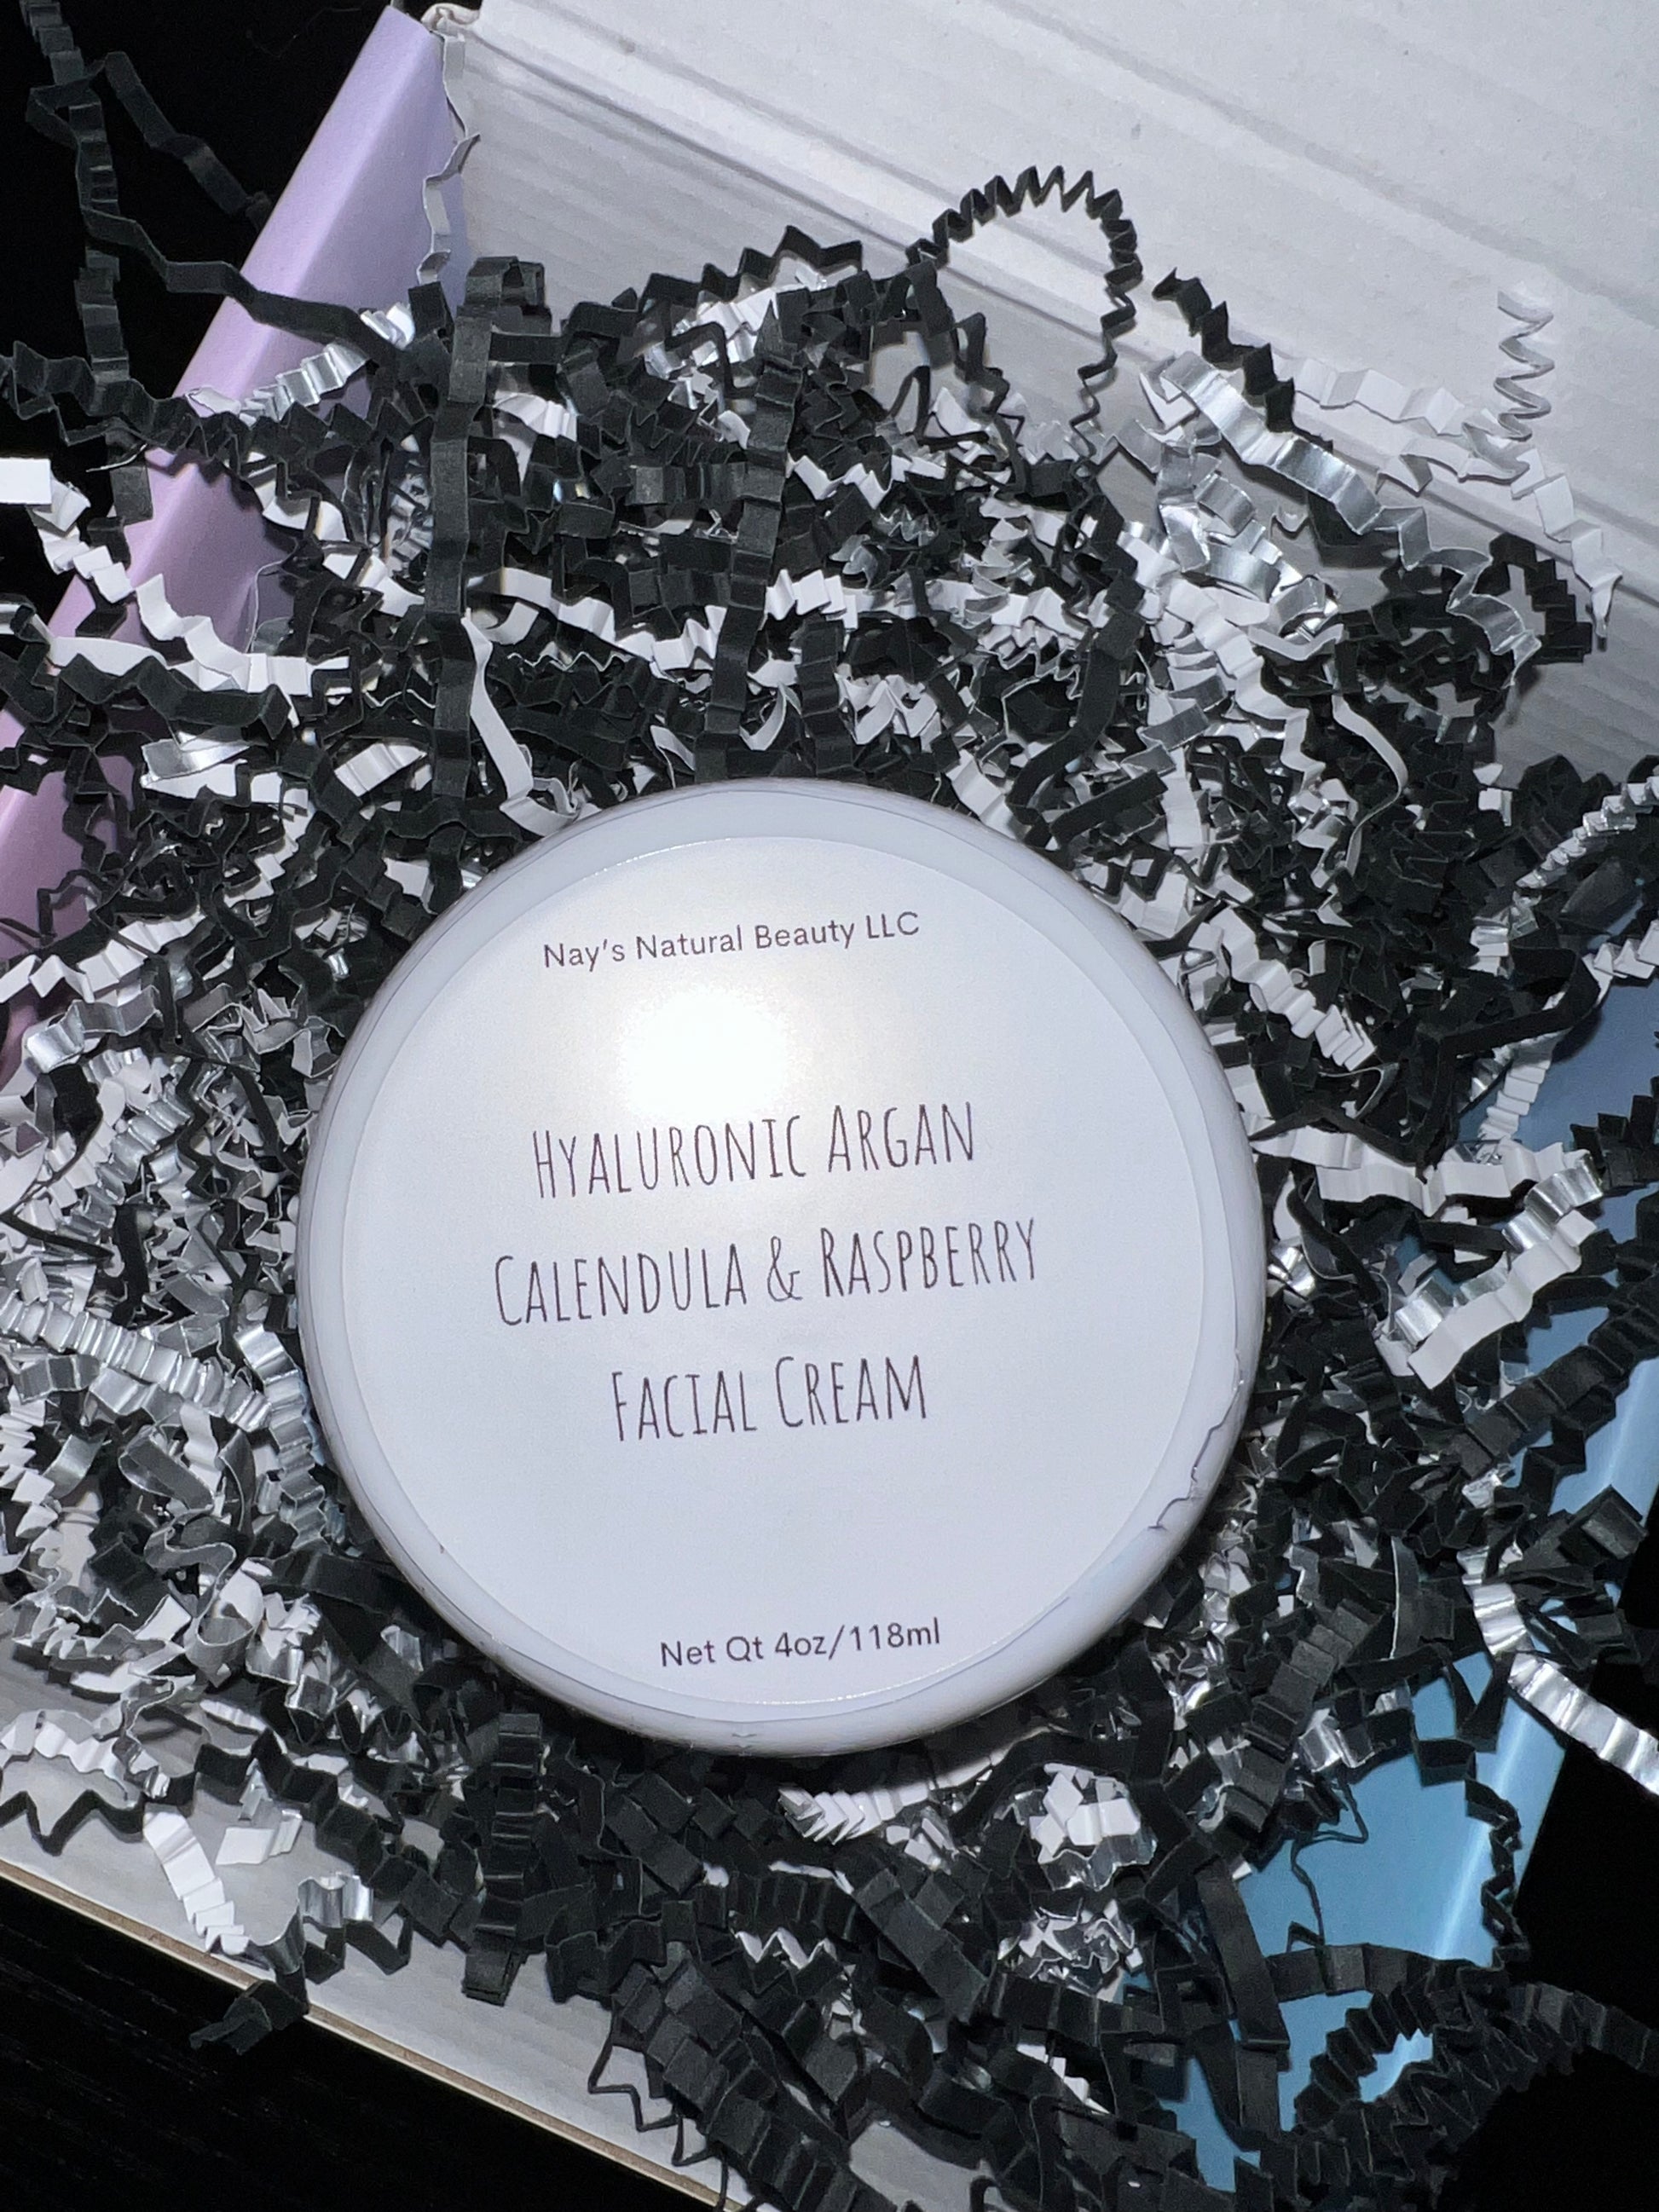 Nay's Natural Beauty LLC
Hyaluronic Argan
Calendula & Raspberry
Facial Cream
Net Qt 4oz/118ml